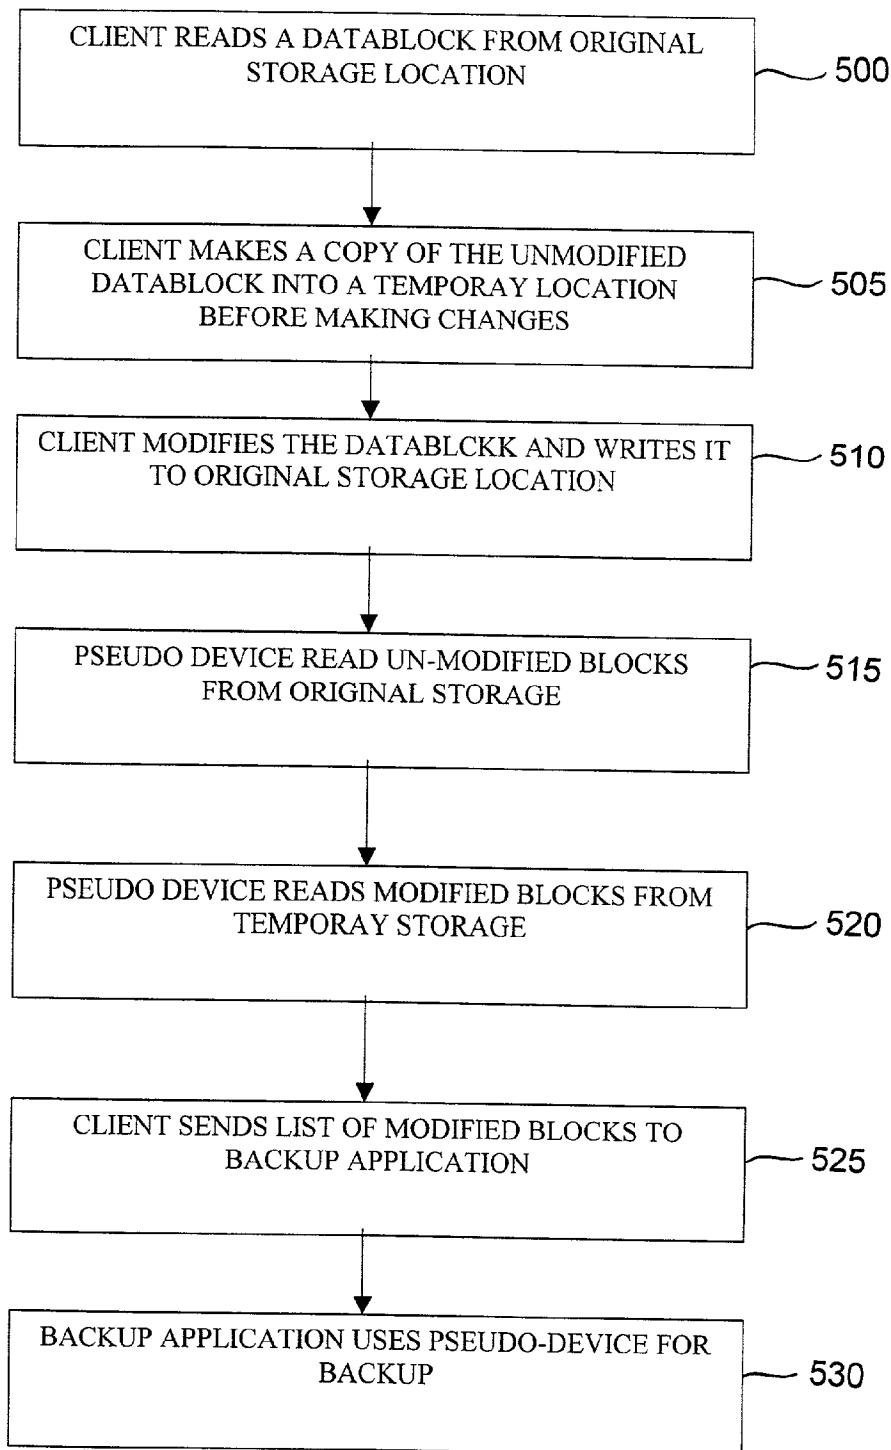 CLIENT READS A DATABLOCK FROM ORIGINAL
STORAGE LOCATION
500
CLIENT MAKES A COPY OF THE UNMODIFIED
DATABLOCK INTO A TEMPORAY LOCATION
BEFORE MAKING CHANGES
505
CLIENT MODIFIES THE DATABLCKK AND WRITES IT
TO ORIGINAL STORAGE LOCATION
510
PSEUDO DEVICE READ UN-MODIFIED BLOCKS
FROM ORIGINAL STORAGE
515
PSEUDO DEVICE READS MODIFIED BLOCKS FROM
TEMPORAY STORAGE
520
CLIENT SENDS LIST OF MODIFIED BLOCKS TO
BACKUP APPLICATION
525
BACKUP APPLICATION USES PSEUDO-DEVICE FOR
BACKUP
530